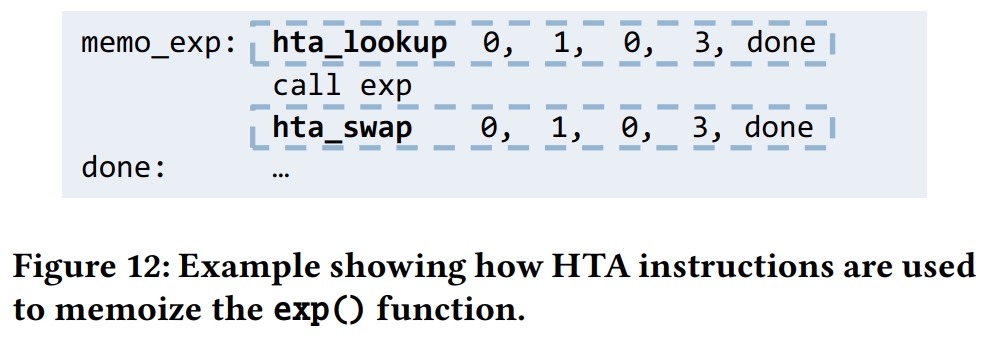 memo_exp: hta_lookup 0, 1, 0, 3, done
call exp
hta_swap 0, 1, 0, 3, done
done: …
Figure 12: Example showing how HTA instructions are used
to memoize the exp() function.